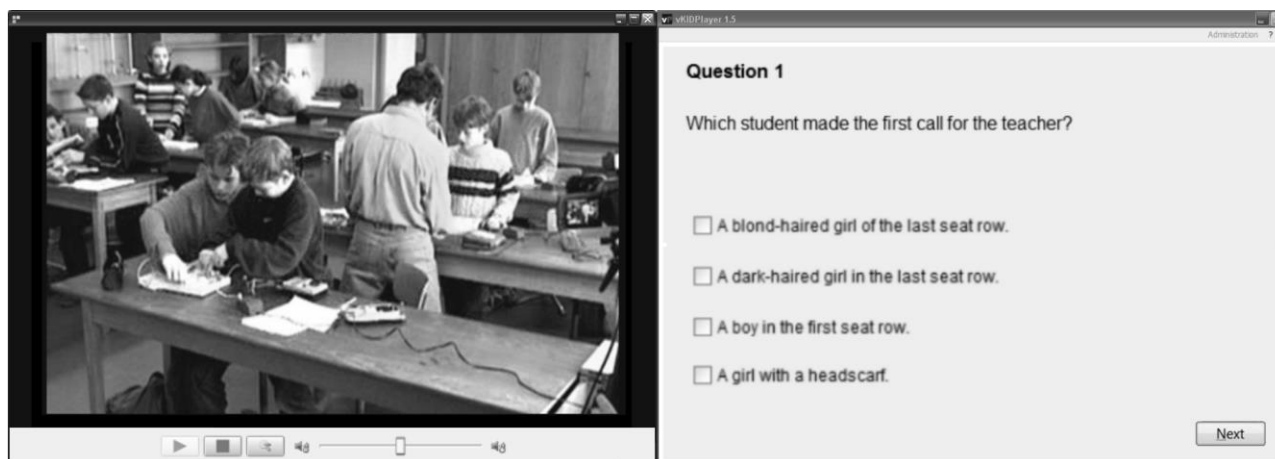 vKIDPlayer 1.5
Administration ?
Question 1
Which student made the first call for the teacher?
A blond-haired girl of the last seat row.
A dark-haired girl in the last seat row.
A boy in the first seat row.
A girl with a headscarf.
Next